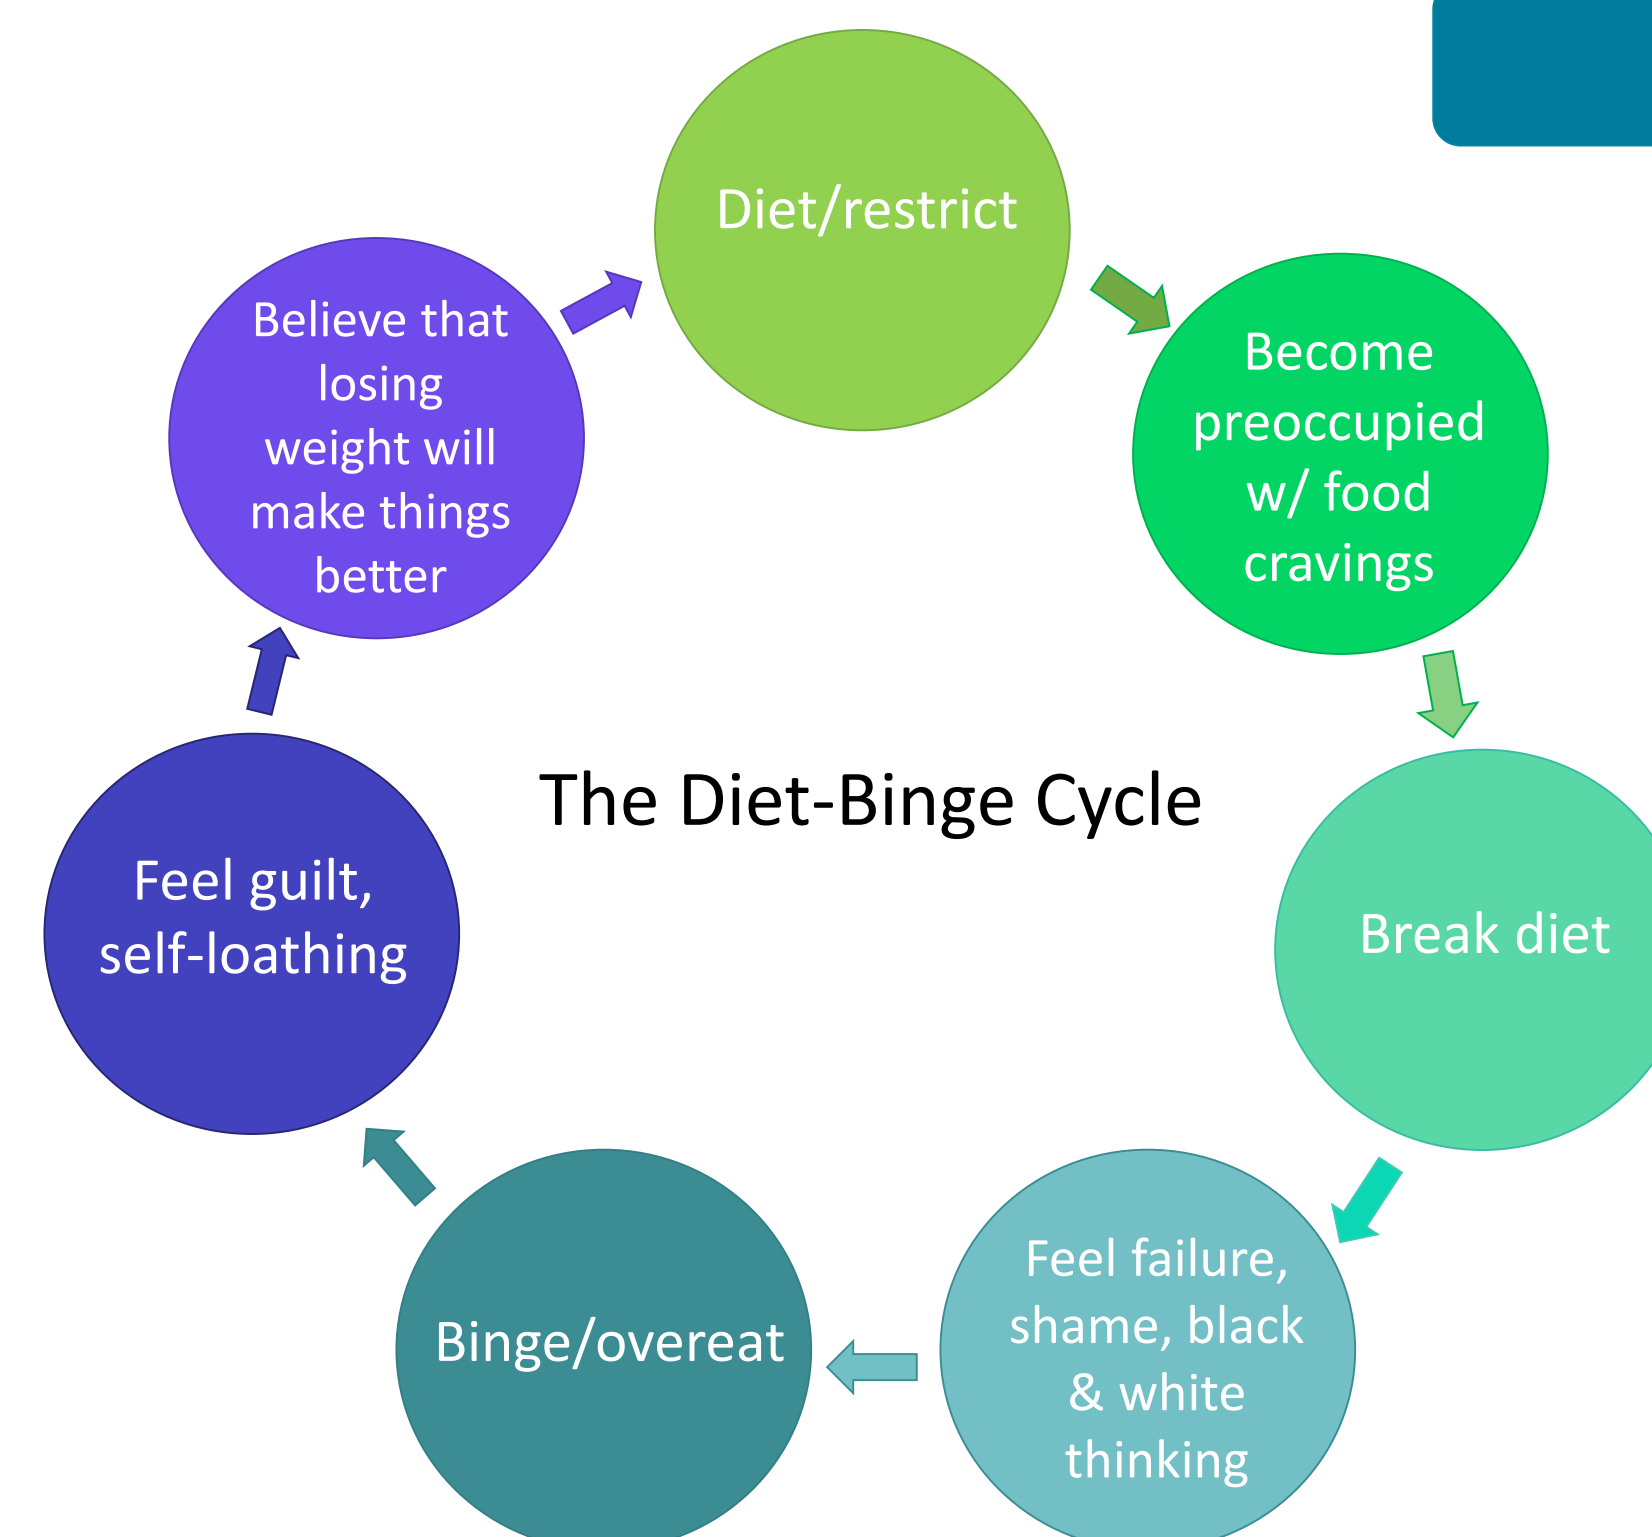 Diet/restrict
Become
preoccupied
w/ food
cravings
Break diet
Feel failure,
shame, black
& white
thinking
Binge/overeat
Feel guilt,
self-loathing
Believe that
losing
weight will
make things
better
The Diet-Binge Cycle